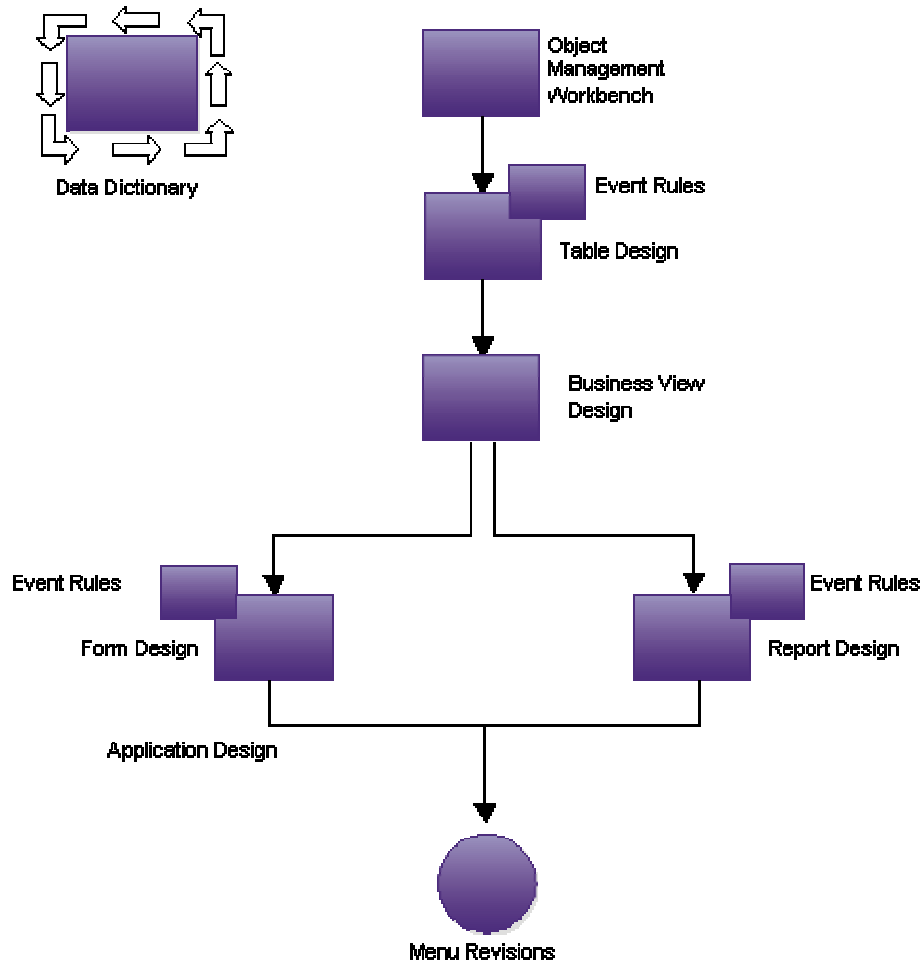 Object
Management
Workbench
Data Dictionary
Event Rules
Table Design
Business View
Design
Event Rules
Event Rules
Form Design
Report Design
Application Design
Menu Revisions